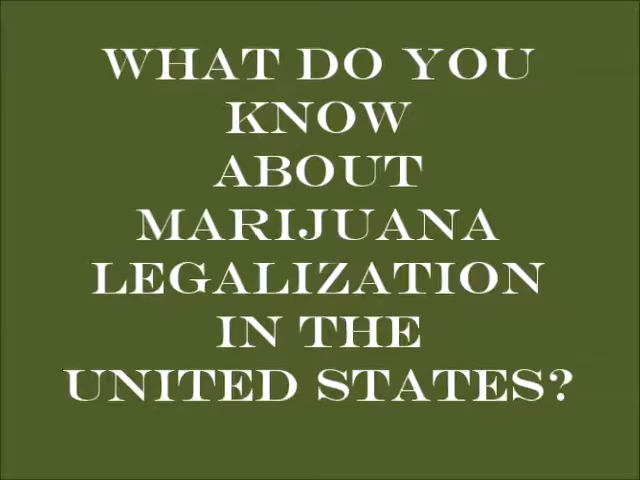 WHAT DO YOU
KNOW
ABOUT
MARIJUANA
LEGALIZATION
IN THE
UNITED STATES?